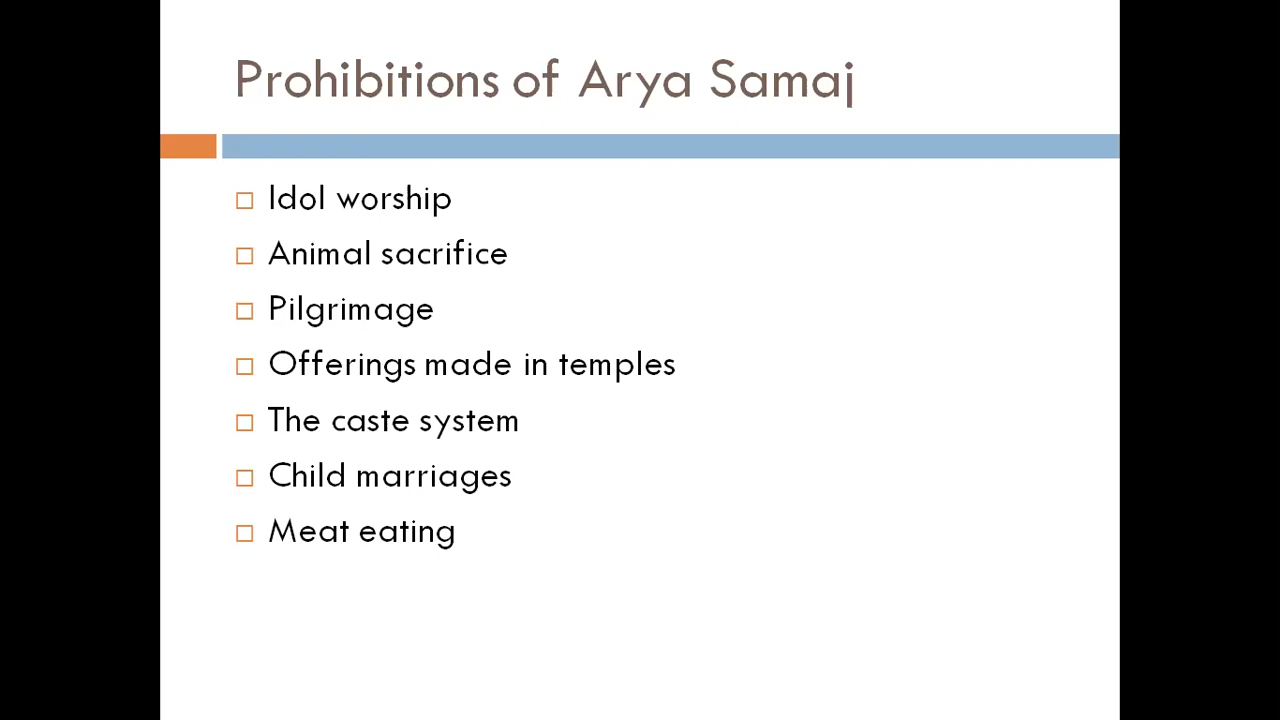 Prohibitions of Arya Samaj
Idol worship
Animal sacrifice
Pilgrimage
Offerings made in temples
The caste system
Child marriages
Meat eating